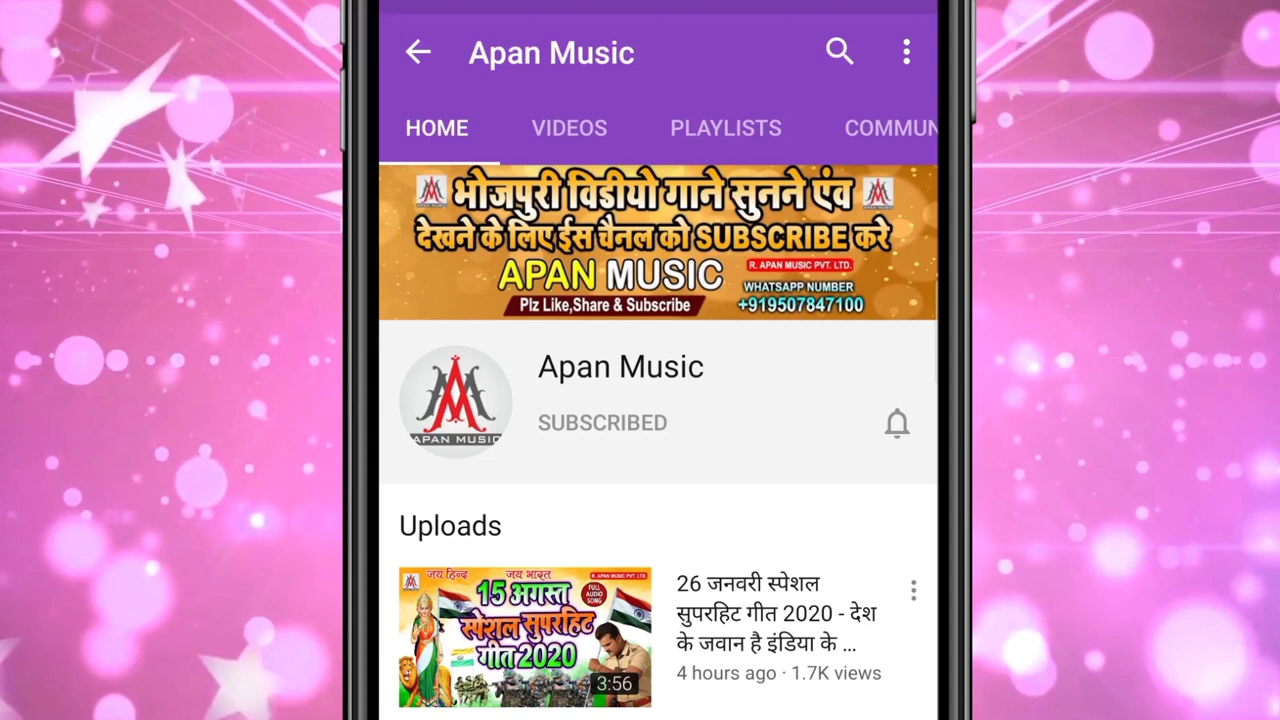 Apan Music
HOME VIDEOS PLAYLISTS COMMUN
भोजपुरी विडीयो गाने सुनने एंव
देखने के लिए ईस चैनल को SUBSCRIBE करे
APAN MUSIC
R. APAN MUSIC PVT. LTD.
WHATSAPP NUMBER
Plz Like,Share & Subscribe
+919507847100
Apan Music
SUBSCRIBED
APAN MUSIC
Uploads
जय हिन्द जय भारत
R. APAN MUSIC PVT. LTD
15 अगस्त
FULL AUDIO SONG
स्पेशल सुपरहिट
गीत 2020
3:56
26 जनवरी स्पेशल
सुपरहिट गीत 2020 - देश
के जवान है इंडिया के ...
4 hours ago · 1.7K views